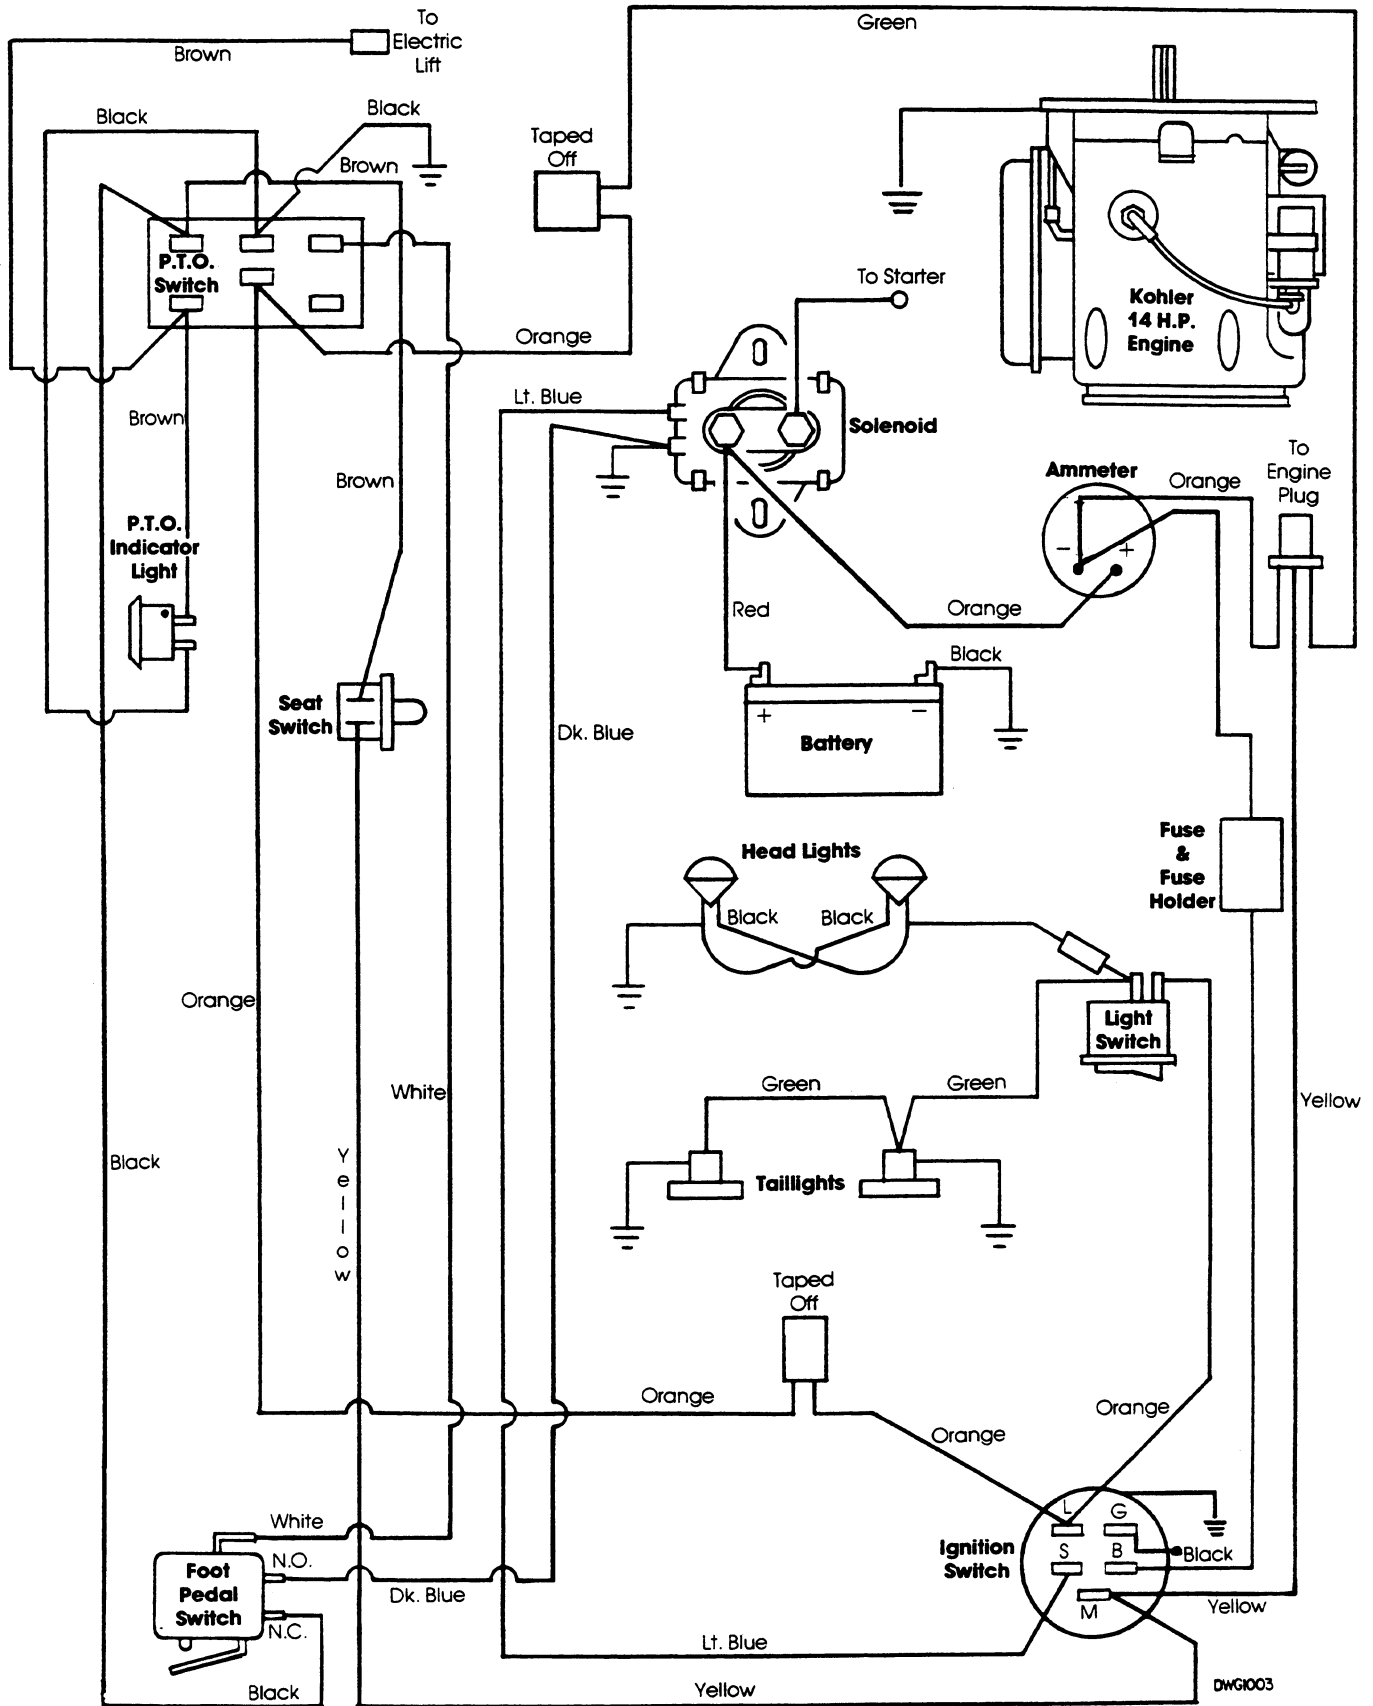 To
Electric
Lift
Brown
Green
Black
Black
Brown
Taped
Off
P.T.O.
Switch
To Starter
Kohler
14 H.P.
Engine
Orange
Lt. Blue
Solenoid
Brown
Brown
Ammeter
Orange
To
Engine
Plug
P.T.O.
Indicator
Light
- +
Red
Orange
Black
Seat
Switch
+ -
Battery
Dk. Blue
Head Lights
Fuse
&
Fuse
Holder
Black
Black
Orange
Light
Switch
Green
Green
White
Yellow
Black
Y
e
l
l
o
w
Taillights
Taped
Off
Orange
Orange
Orange
White
L
G
S
B
M
Black
Ignition
Switch
Foot
Pedal
Switch
N.O.
N.C.
Dk. Blue
Yellow
Lt. Blue
Black
Yellow
DWG1003